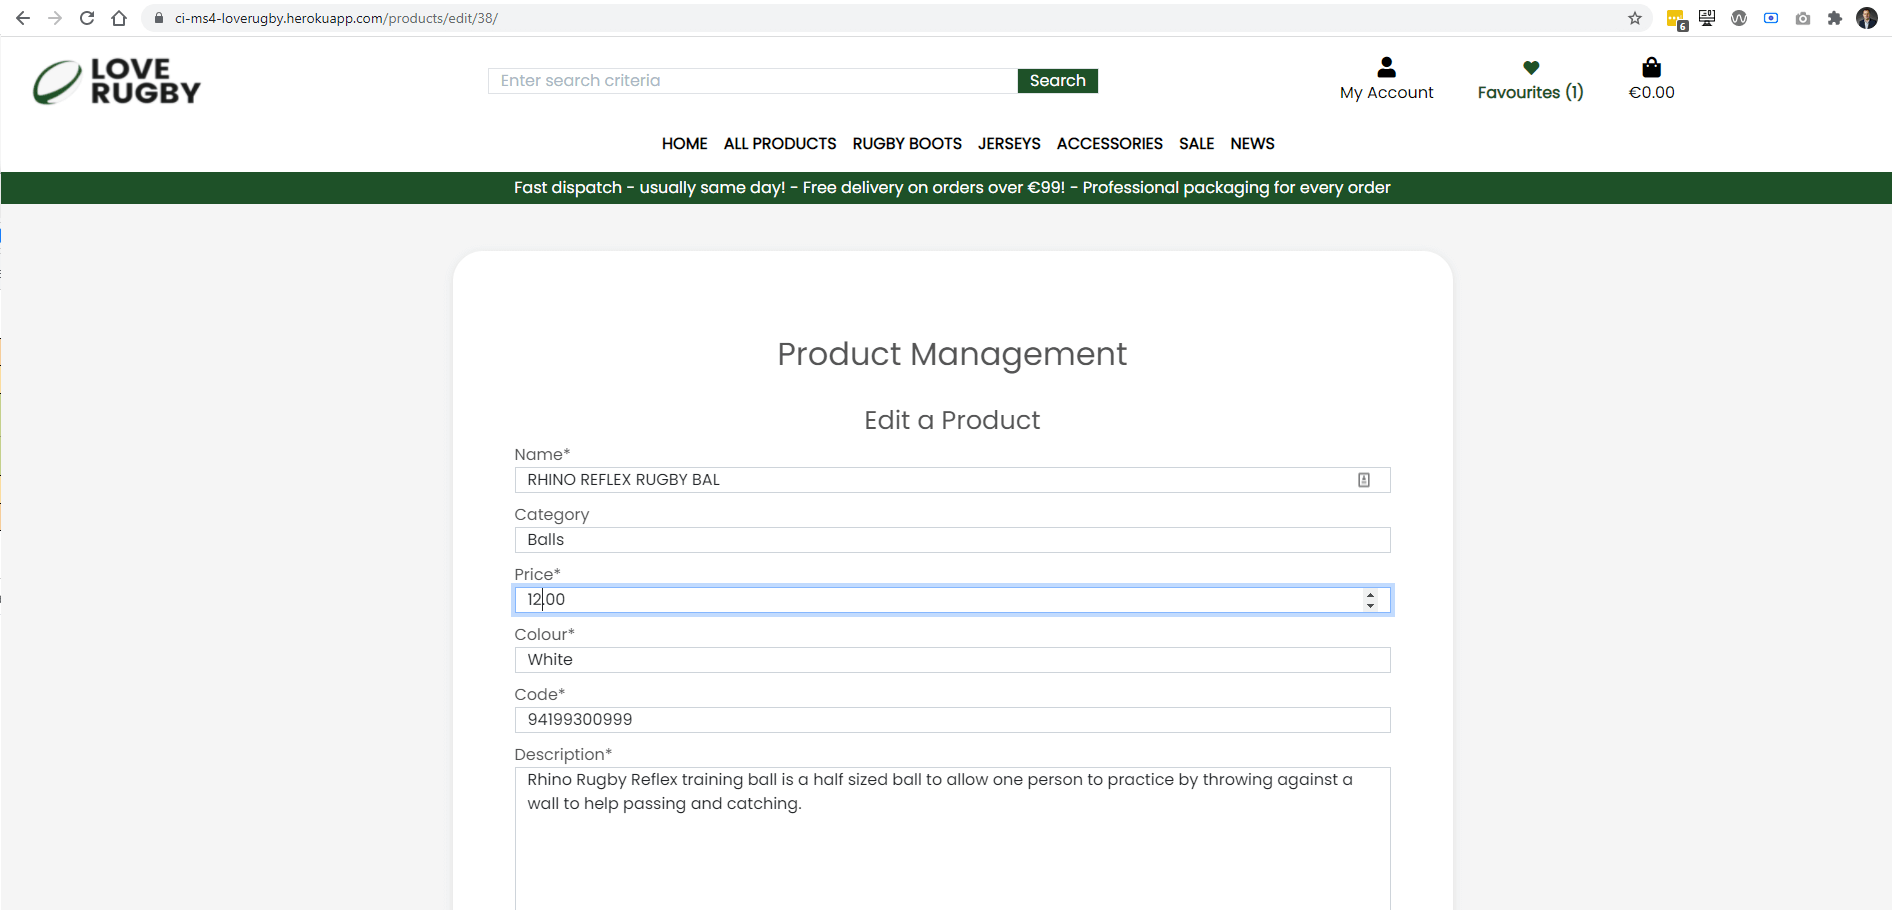 ci-ms4-loverugby.herokuapp.com/products/edit/38/
6
LOVE
RUGBY
Enter search criteria
Search
My Account
Favourites (1)
€0.00
HOME ALL PRODUCTS RUGBY BOOTS JERSEYS ACCESSORIES SALE NEWS
Fast dispatch - usually same day! - Free delivery on orders over €99! - Professional packaging for every order
Product Management
Edit a Product
Name*
RHINO REFLEX RUGBY BAL
Category
Balls
Price*
12.00
Colour*
White
Code*
94199300999
Description*
Rhino Rugby Reflex training ball is a half sized ball to allow one person to practice by throwing against a
wall to help passing and catching.